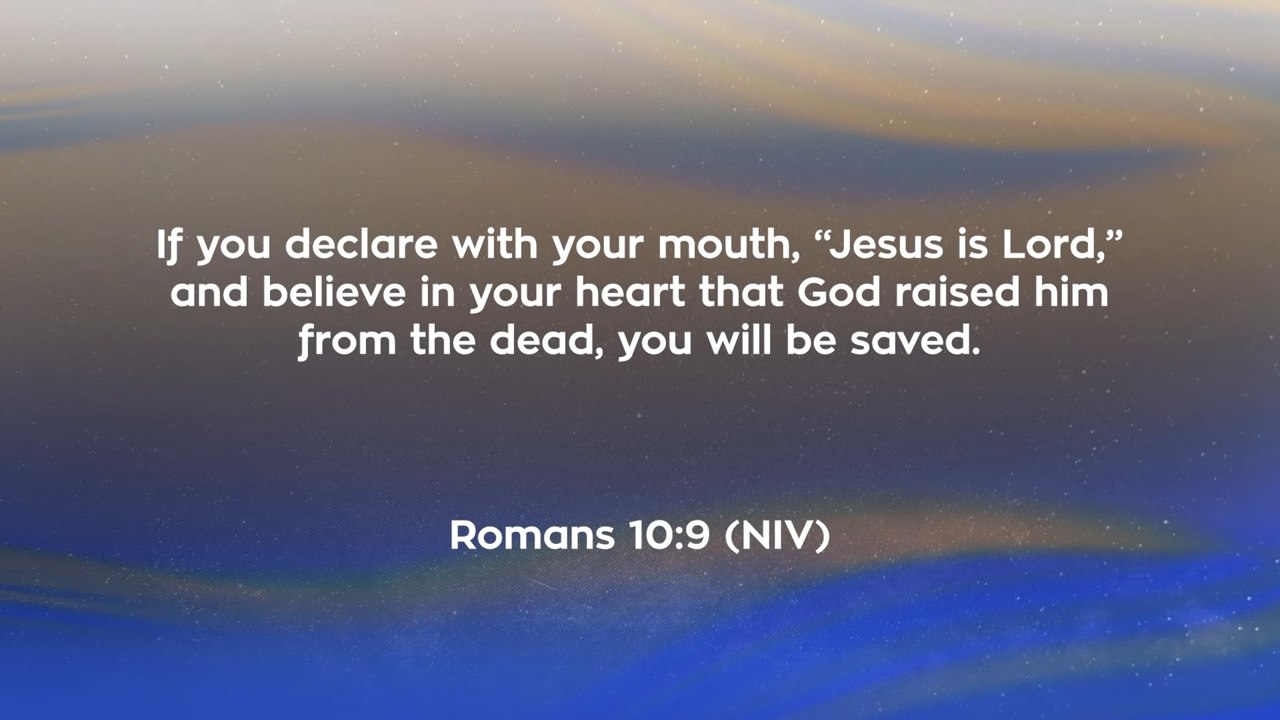 If you declare with your mouth, “Jesus is Lord,”
and believe in your heart that God raised him
from the dead, you will be saved.
Romans 10:9 (NIV)